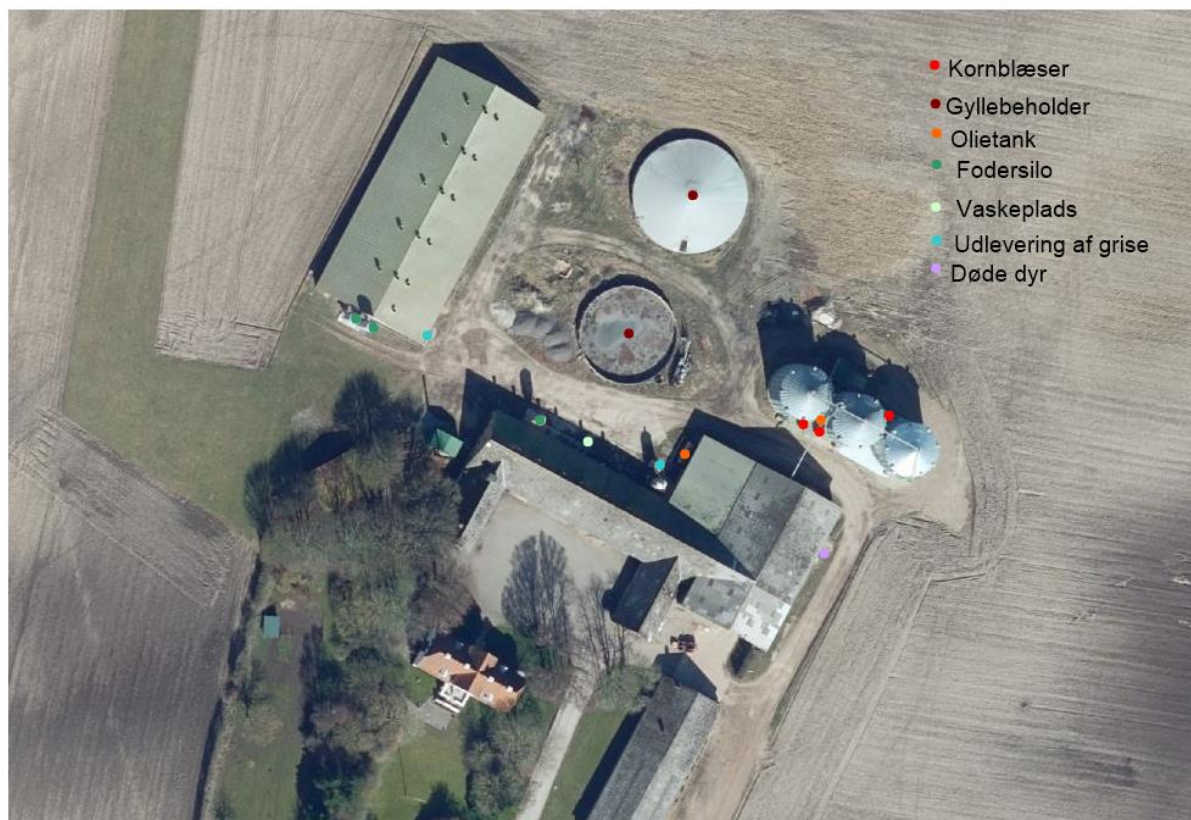 Kornblæser
Gyllebeholder
Olietank
Fodersilo
Vaskeplads
Udlevering af grise
Døde dyr